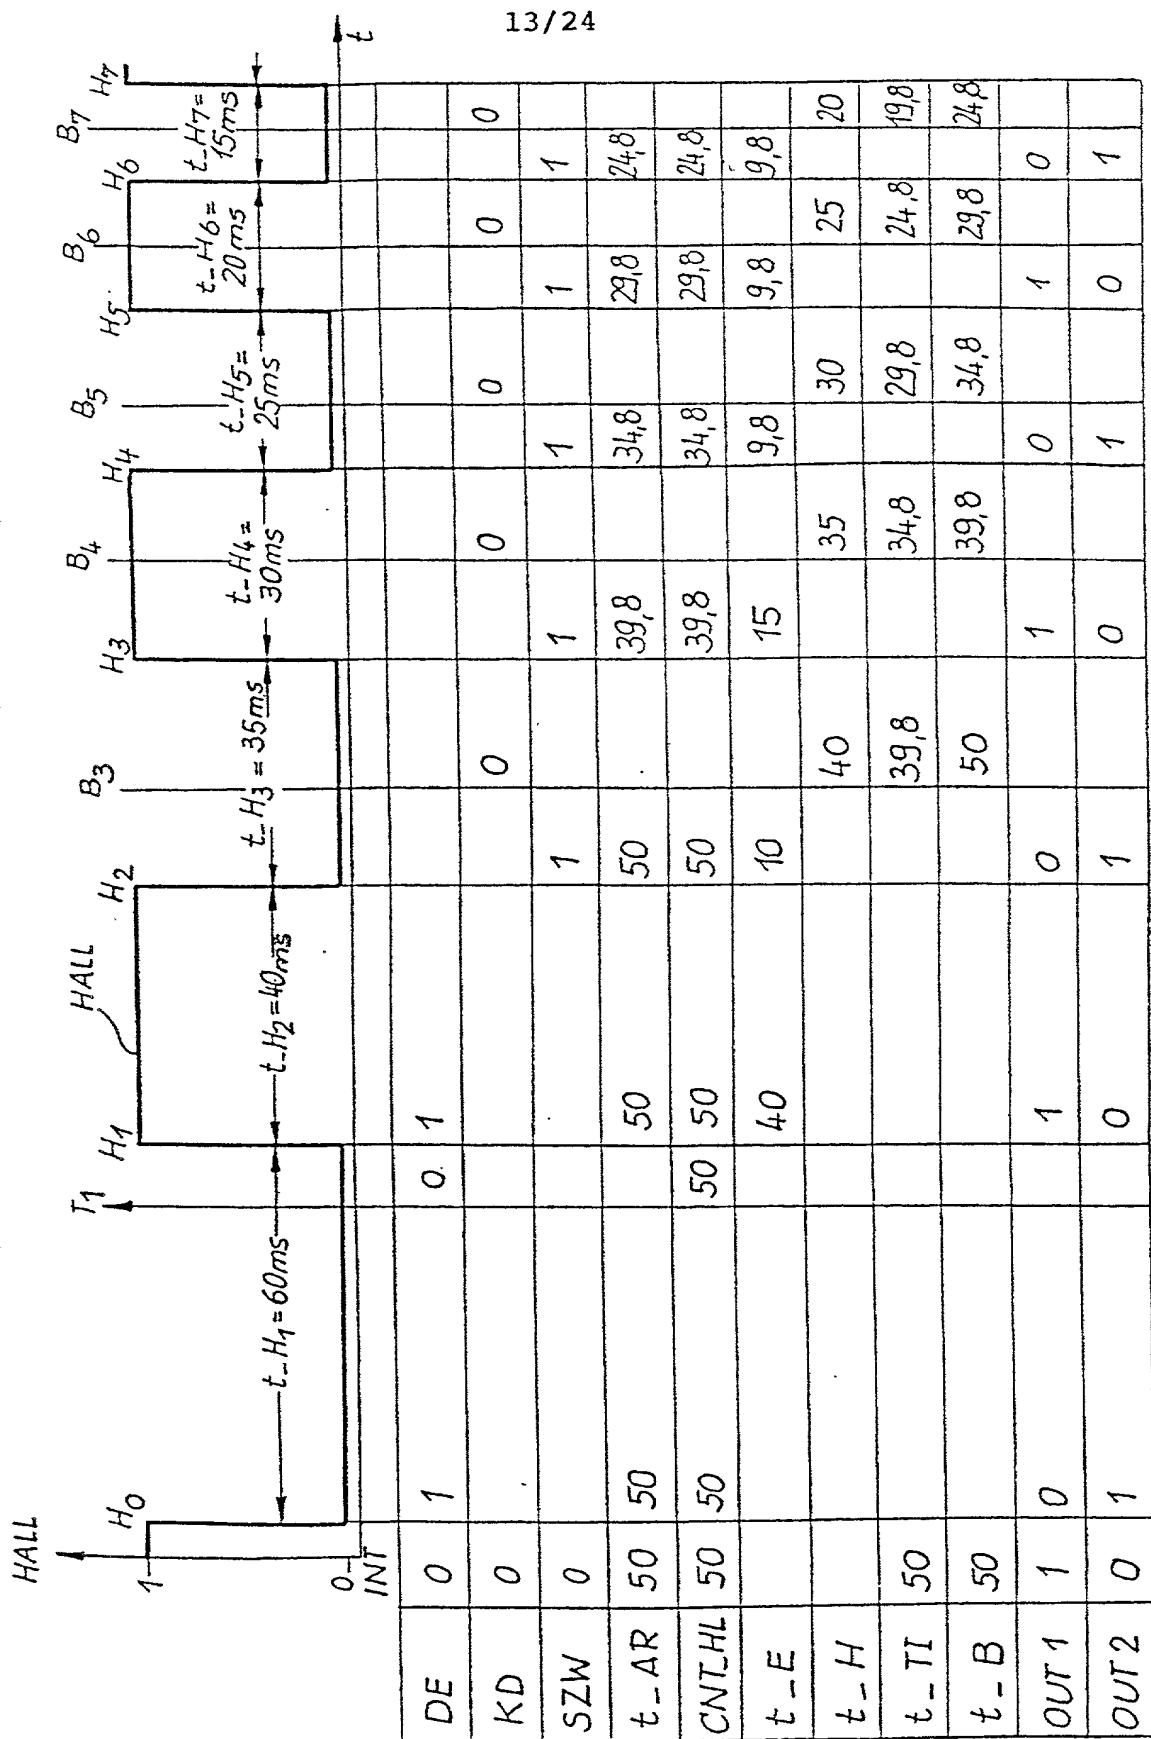 13/24
HALL
1
0
INT
H0
T1
H1
HALL
H2
B3
H3
B4
H4
B5
H5
B6
H6
B7
H7
t
t_H1=60ms
t_H2=40ms
t_H3=35ms
t_H4=
30ms
t_H5=
25ms
t_H6=
20ms
t_H7=
15ms
DE 0 1 0. 1
KD 0 0 0 0 0 0
SZW 0 1 1 1 1 1
t_AR 50 50 50 50 39,8 34,8 29,8 24,8
CNT_HL 50 50 50 50 50 39,8 34,8 29,8 24,8
t_E 40 10 15 9,8 9,8 9,8
t_H 40 35 30 25 20
t_TI 50 39,8 34,8 29,8 24,8 19,8
t_B 50 50 39,8 34,8 29,8 24,8
OUT1 1 0 1 0 1 0 1 0
OUT2 0 1 0 1 0 1 0 1